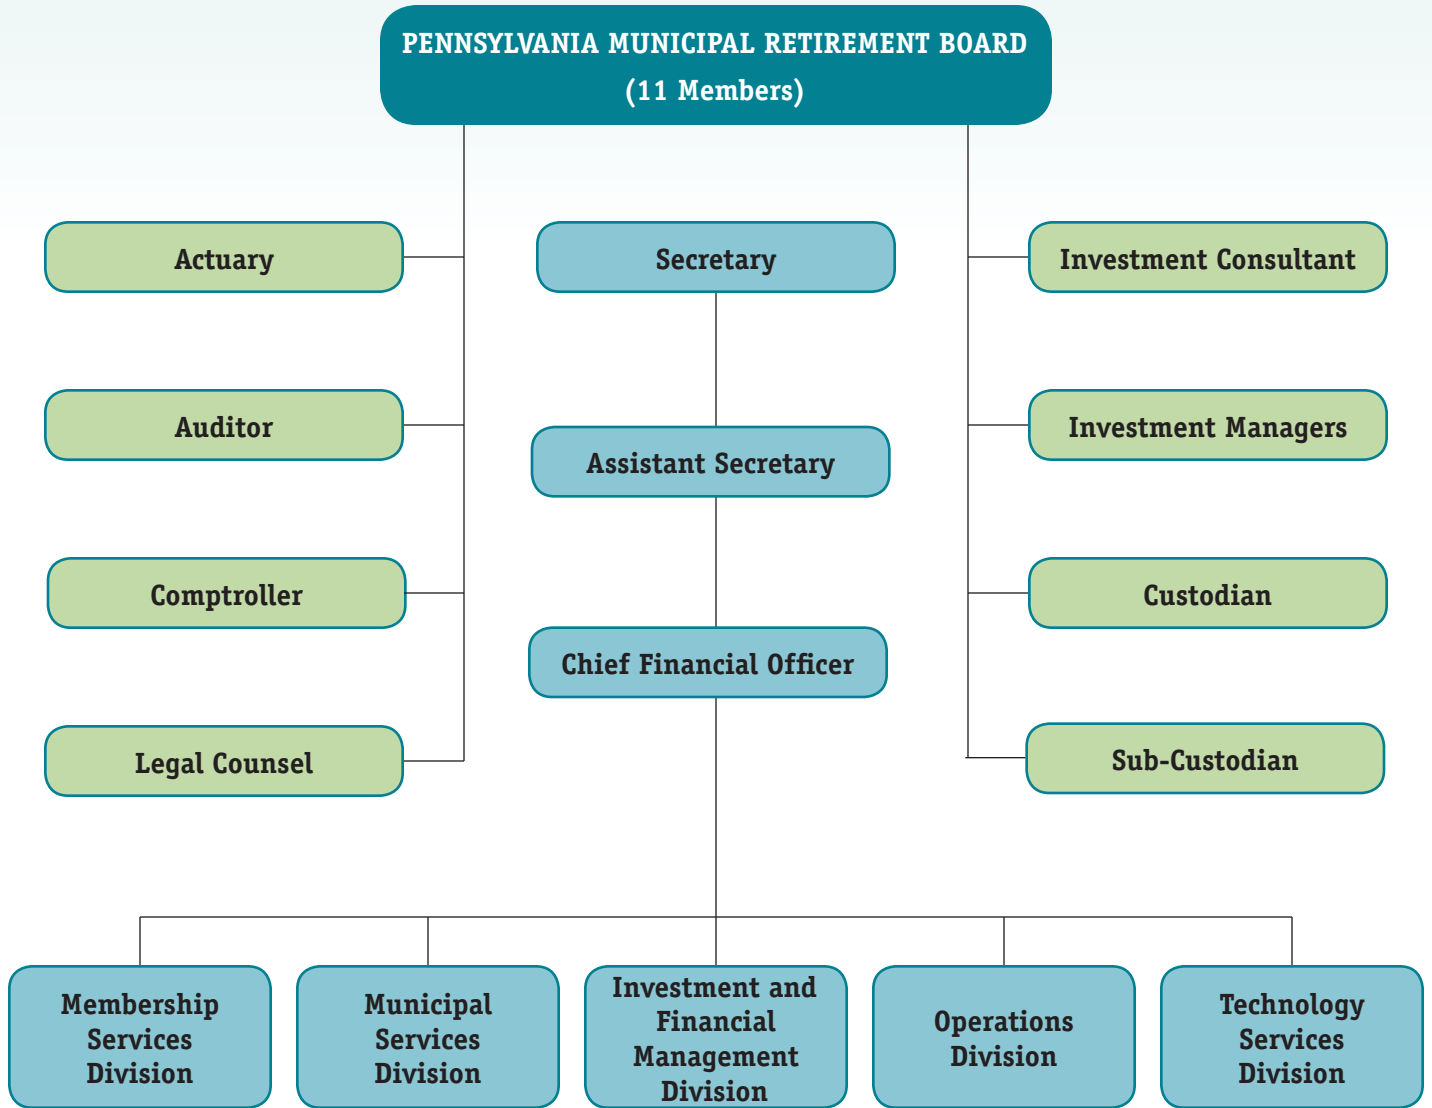 PENNSYLVANIA MUNICIPAL RETIREMENT BOARD
(11 Members)
Actuary
Secretary
Investment Consultant
Auditor
Investment Managers
Assistant Secretary
Comptroller
Custodian
Chief Financial Officer
Legal Counsel
Sub-Custodian
Membership
Services
Division
Municipal
Services
Division
Investment and
Financial
Management
Division
Operations
Division
Technology
Services
Division